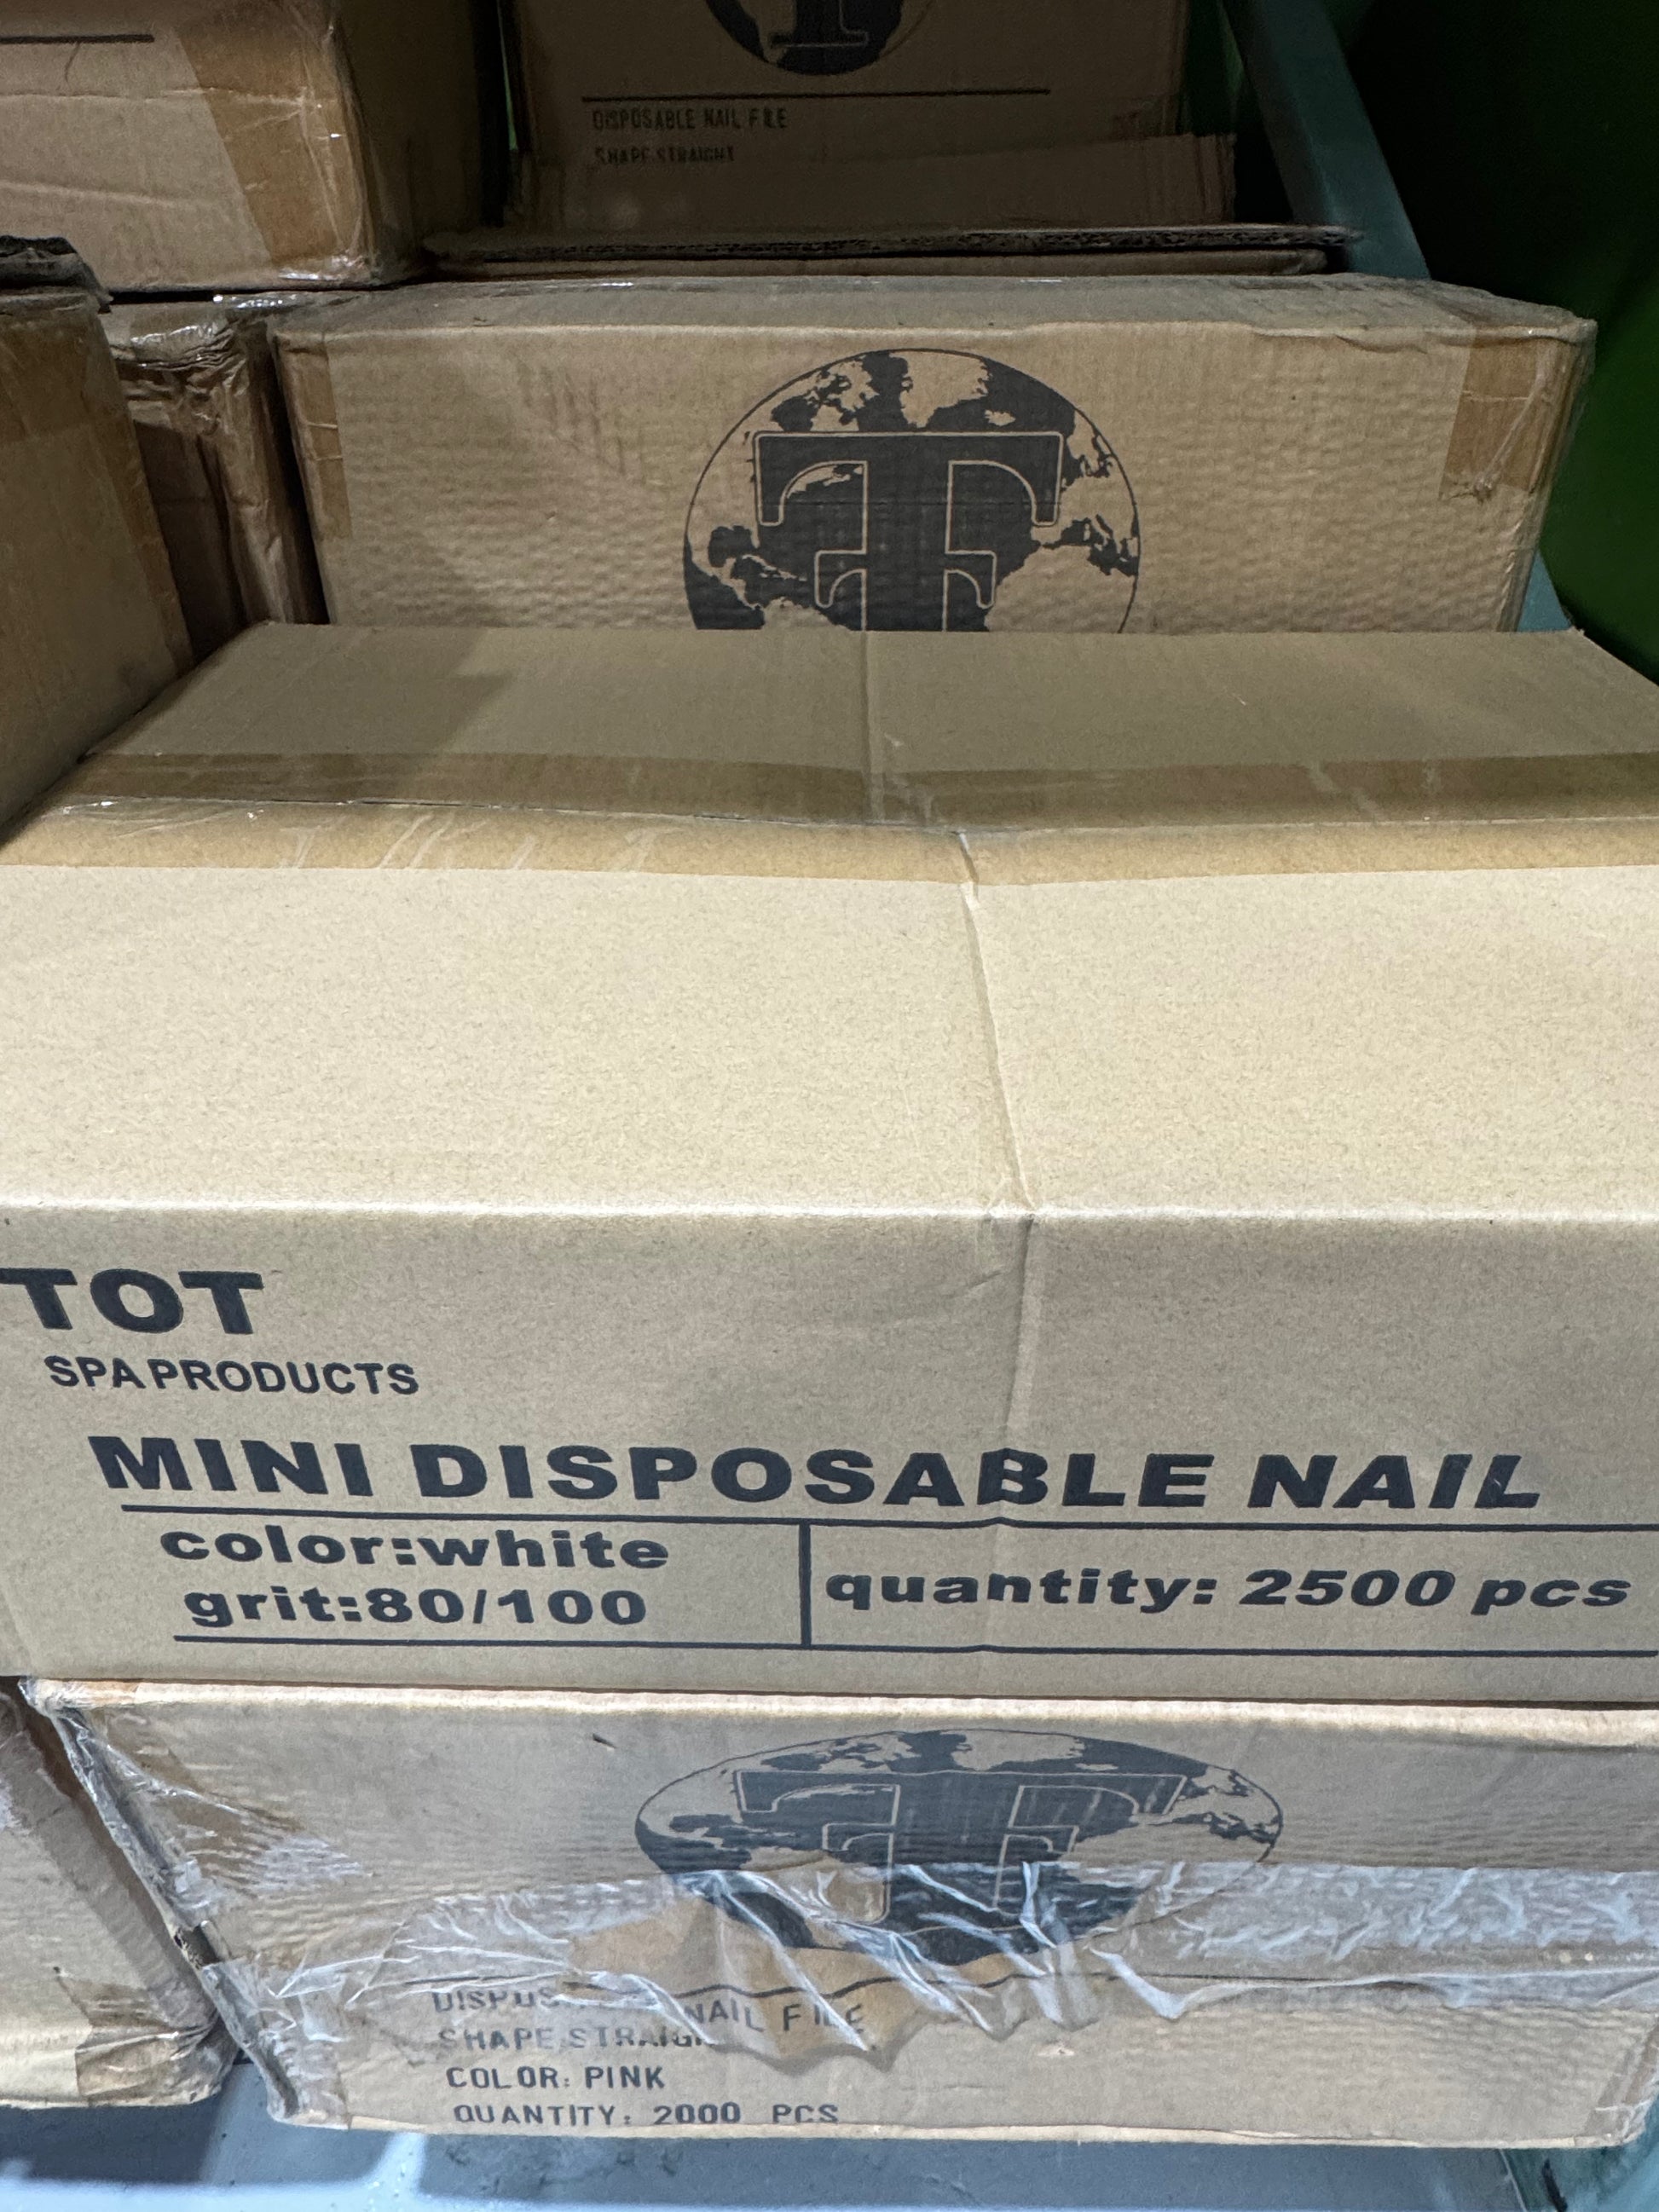 DISPOSABLE NAIL FILE
SHAPE:STRAIGHT
T
TOT
SPA PRODUCTS
MINI DISPOSABLE NAIL
color:white
grit:80/100
quantity: 2500 pcs
T
NAIL FILE
COLOR: PINK
QUANTITY: 2000 PCS